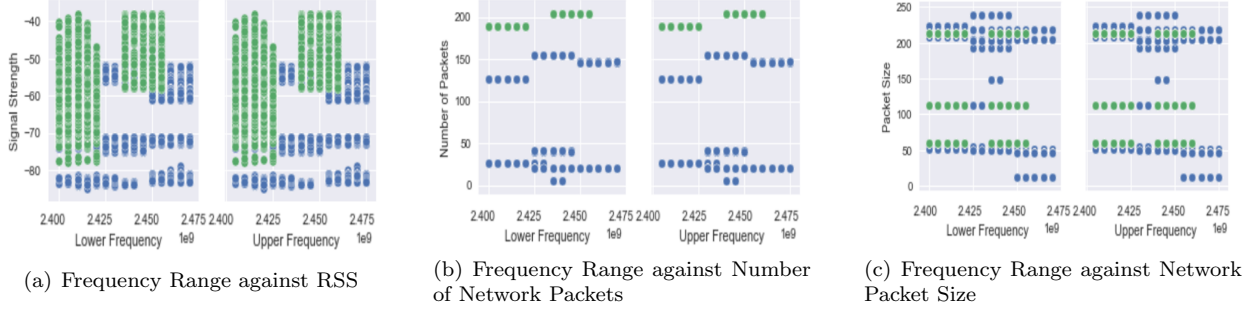 −40
−50
−60
−70
−80
Signal Strength
2.400 2.425 2.450 2.475 2.400 2.425 2.450 2.475
Lower Frequency 1e9 Upper Frequency 1e9
(a) Frequency Range against RSS
200
150
100
50
0
Number of Packets
2.400 2.425 2.450 2.475 2.400 2.425 2.450 2.475
Lower Frequency 1e9 Upper Frequency 1e9
(b) Frequency Range against Number
of Network Packets
250
200
150
100
50
0
Packet Size
2.400 2.425 2.450 2.475 2.400 2.425 2.450 2.475
Lower Frequency 1e9 Upper Frequency 1e9
(c) Frequency Range against Network
Packet Size